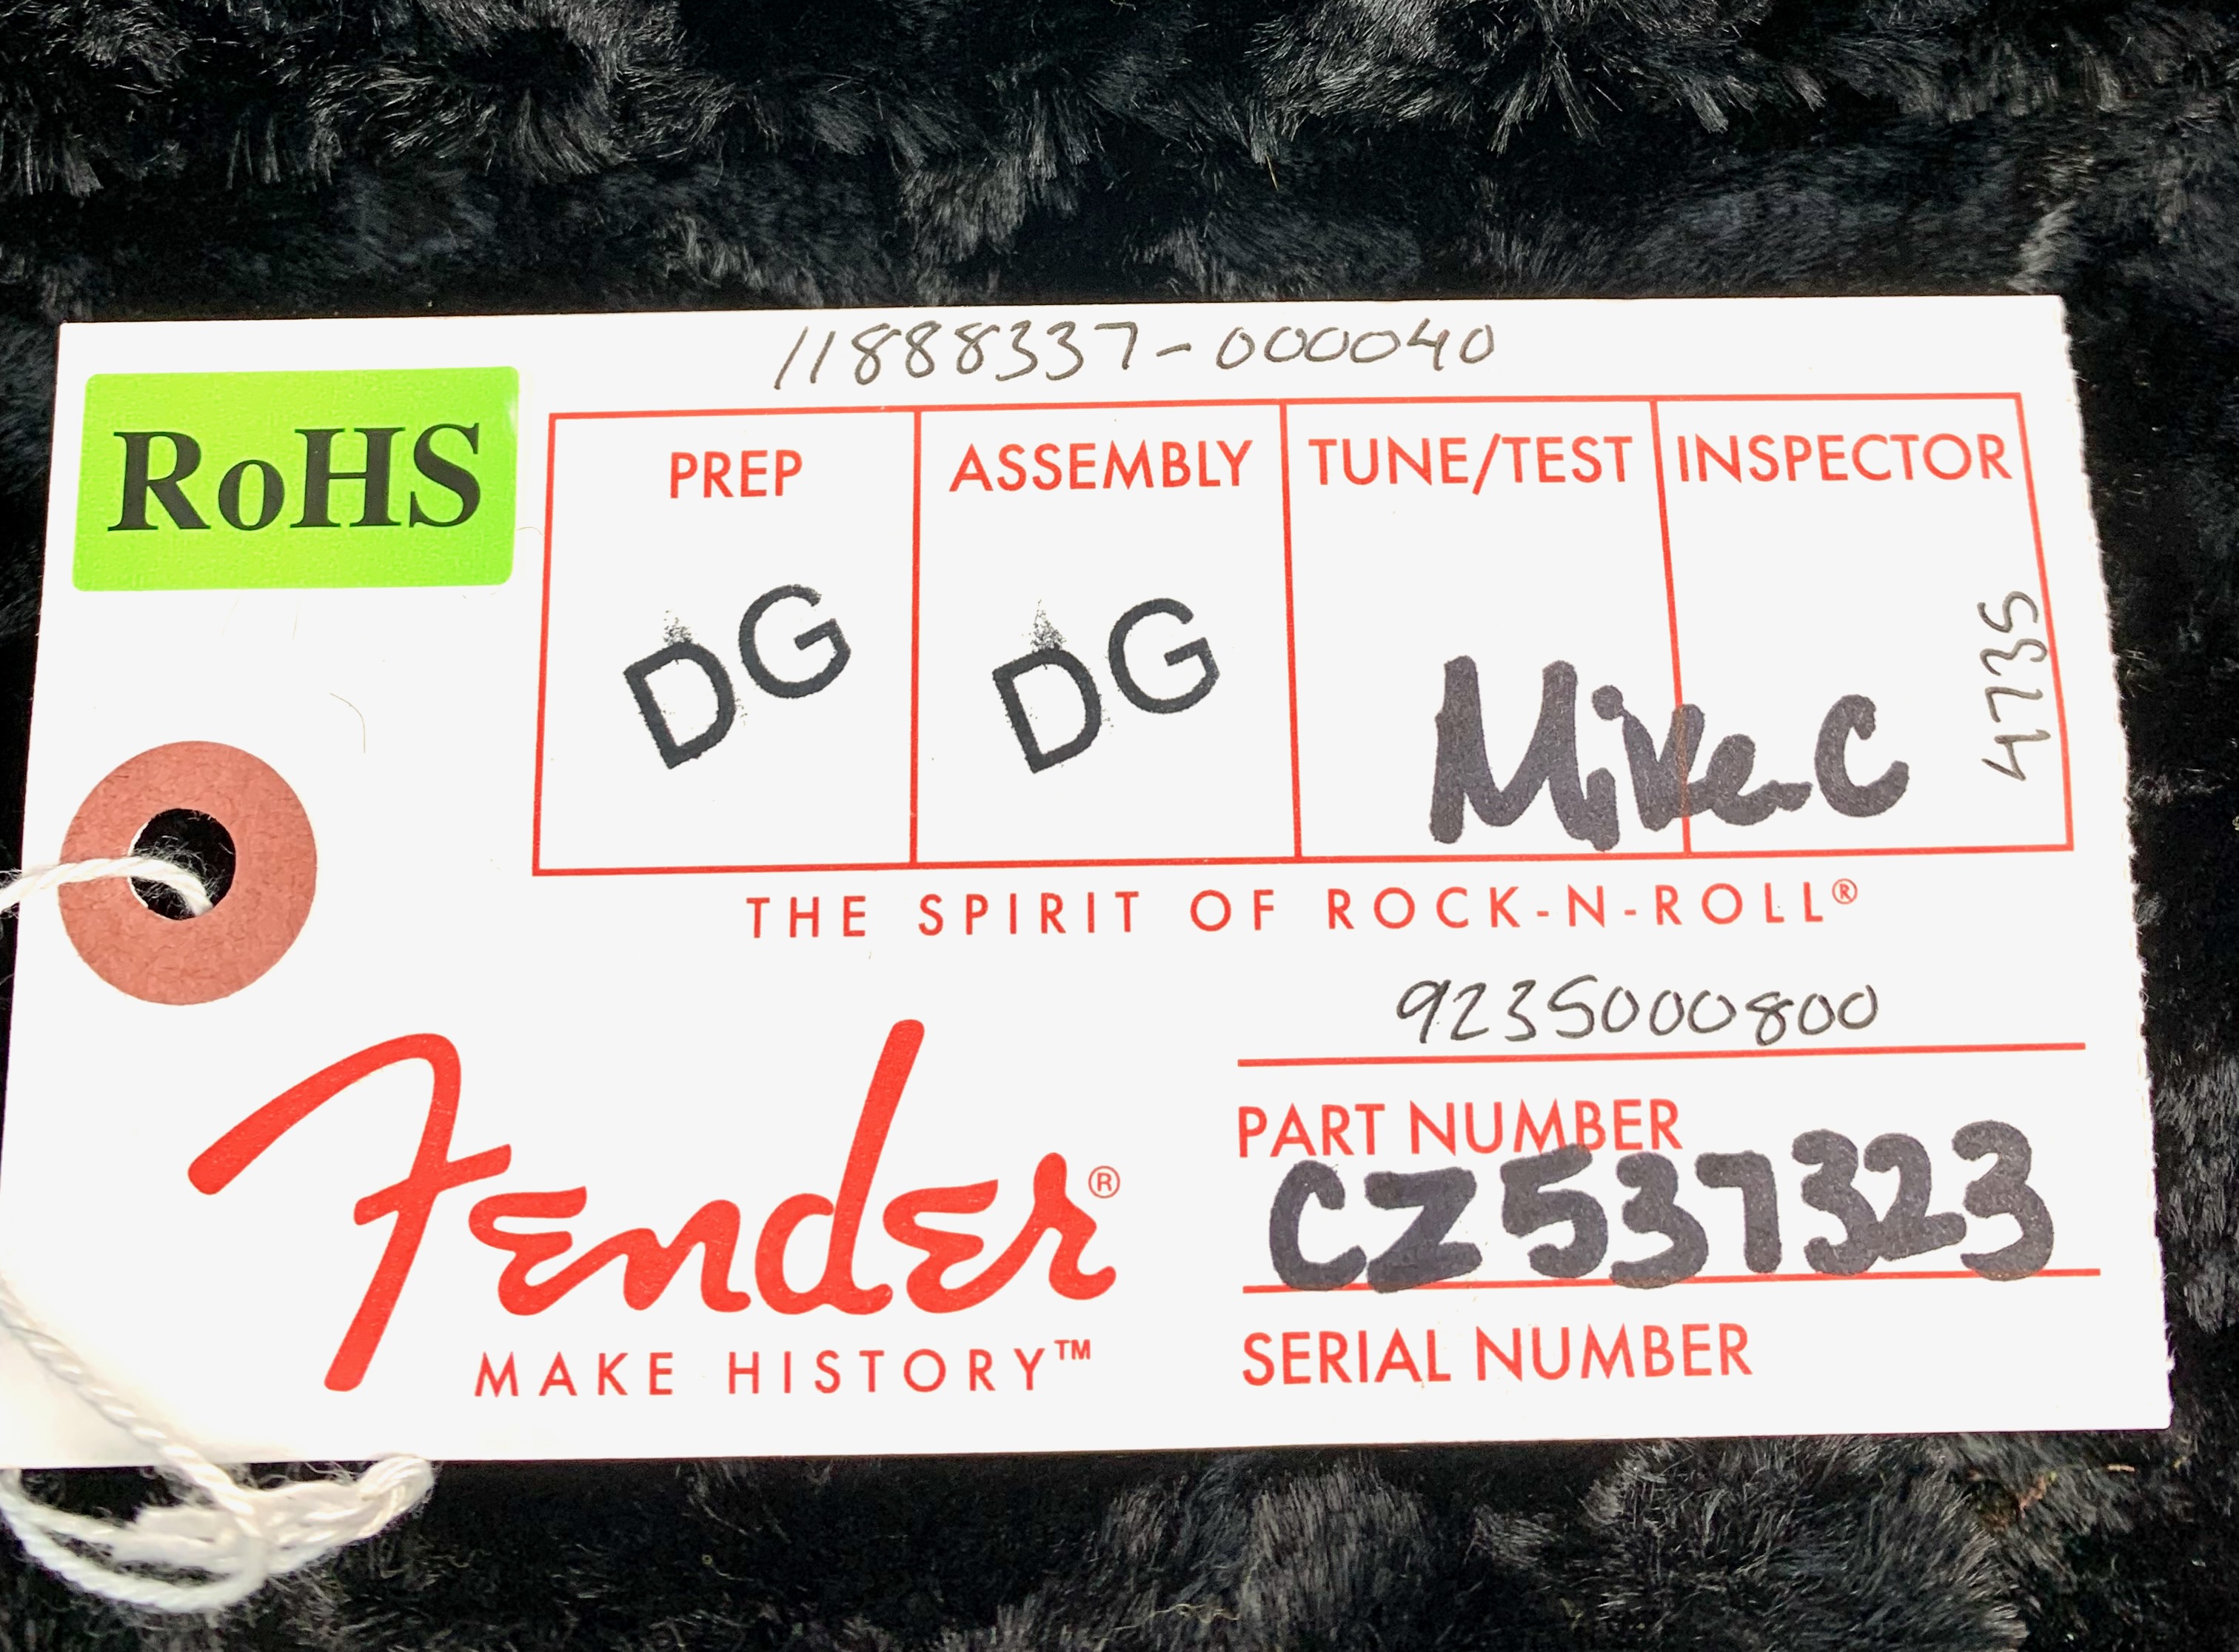 11888337-000040
RoHS
PREP ASSEMBLY TUNE/TEST INSPECTOR
DG DG Mike C 4735
THE SPIRIT OF ROCK-N-ROLL®
9235000800
PART NUMBER
CZ537323
Fender®
MAKE HISTORY™
SERIAL NUMBER